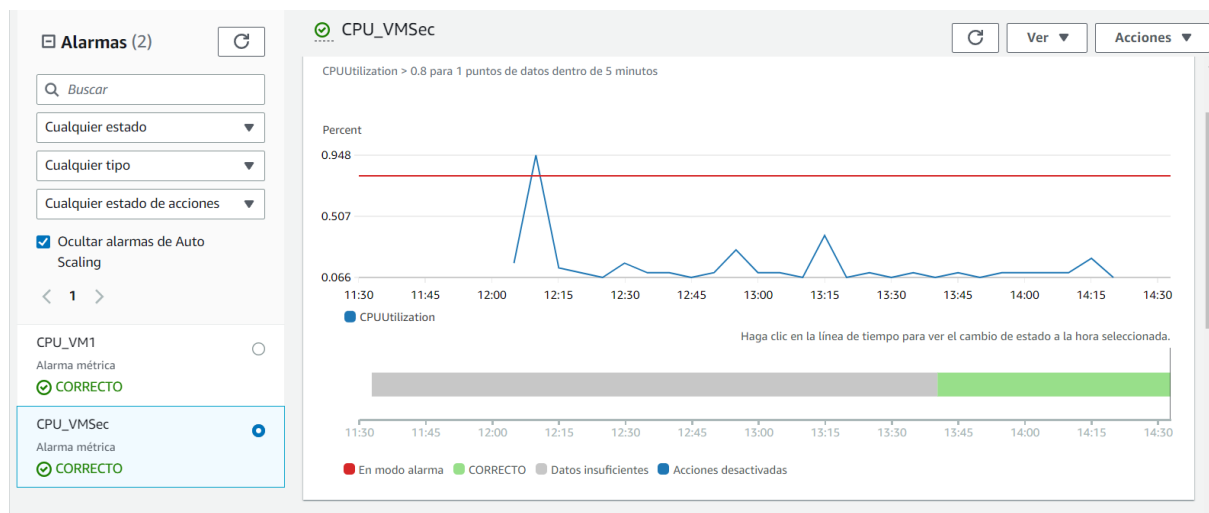 Alarmas (2)
Buscar
Cualquier estado
Cualquier tipo
Cualquier estado de acciones
Ocultar alarmas de Auto
Scaling
1
CPU_VM1
Alarma métrica
CORRECTO
CPU_VMSec
Alarma métrica
CORRECTO
CPU_VMSec
Ver
Acciones
CPUUtilization > 0.8 para 1 puntos de datos dentro de 5 minutos
Percent
0.948
0.507
0.066
11:30 11:45 12:00 12:15 12:30 12:45 13:00 13:15 13:30 13:45 14:00 14:15 14:30
CPUUtilization
Haga clic en la línea de tiempo para ver el cambio de estado a la hora seleccionada.
11:30 11:45 12:00 12:15 12:30 12:45 13:00 13:15 13:30 13:45 14:00 14:15 14:30
En modo alarma CORRECTO Datos insuficientes Acciones desactivadas